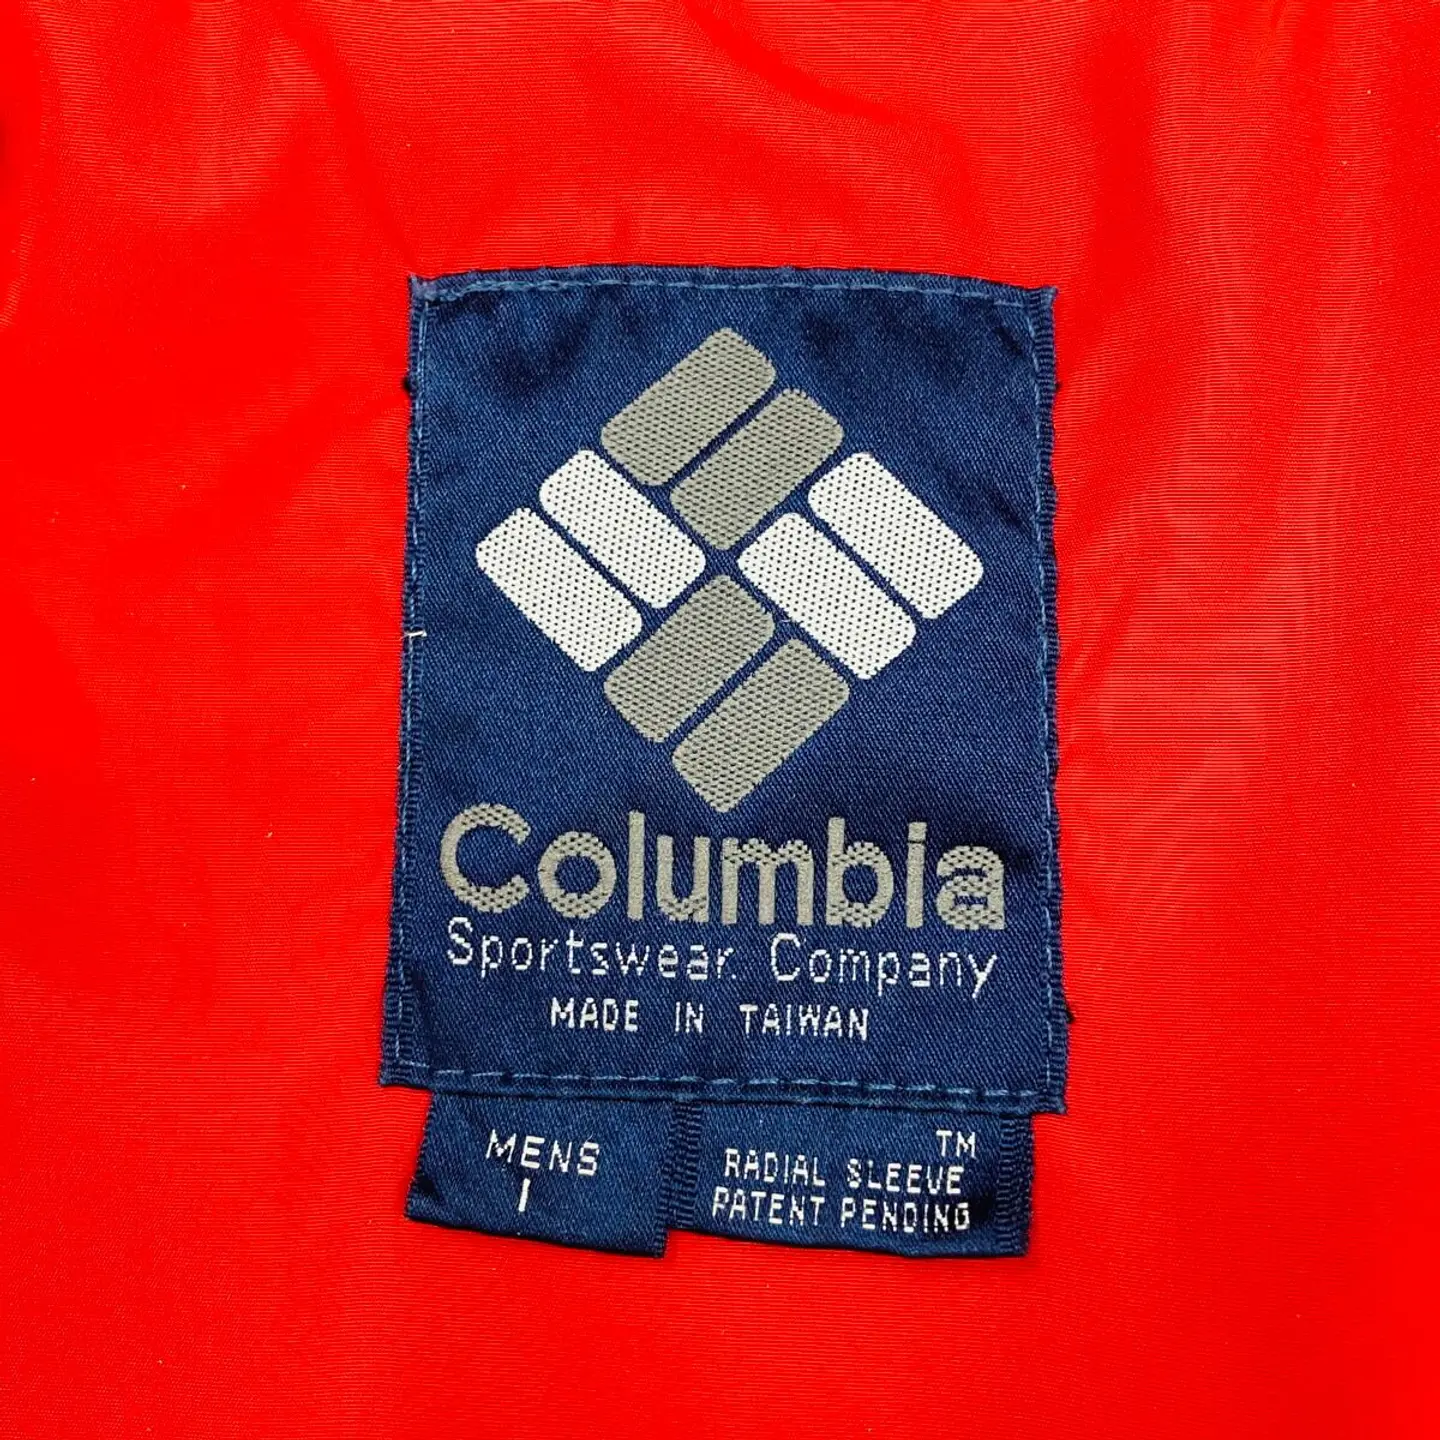 Columbia
Sportswear Company
MADE IN TAIWAN
MENS
I
TM
RADIAL SLEEVE
PATENT PENDING